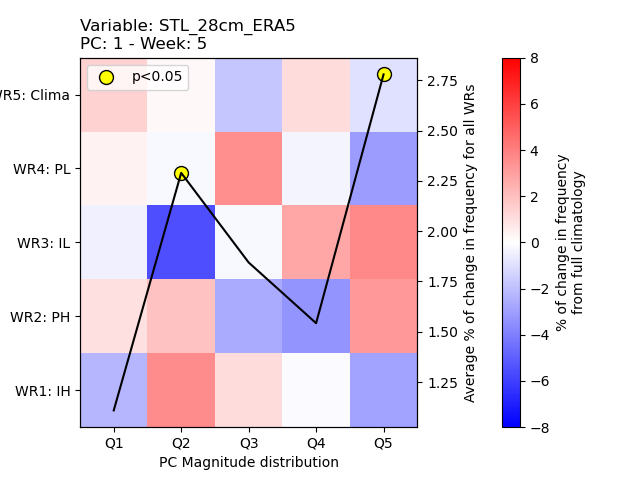 Variable: STL_28cm_ERA5
PC: 1 - Week: 5
p<0.05
WR5: Clima
WR4: PL
WR3: IL
WR2: PH
WR1: IH
Q1 Q2 Q3 Q4 Q5
PC Magnitude distribution
2.75
2.50
2.25
2.00
1.75
1.50
1.25
Average % of change in frequency for all WRs
8
6
4
2
0
−2
−4
−6
−8
% of change in frequency
from full climatology